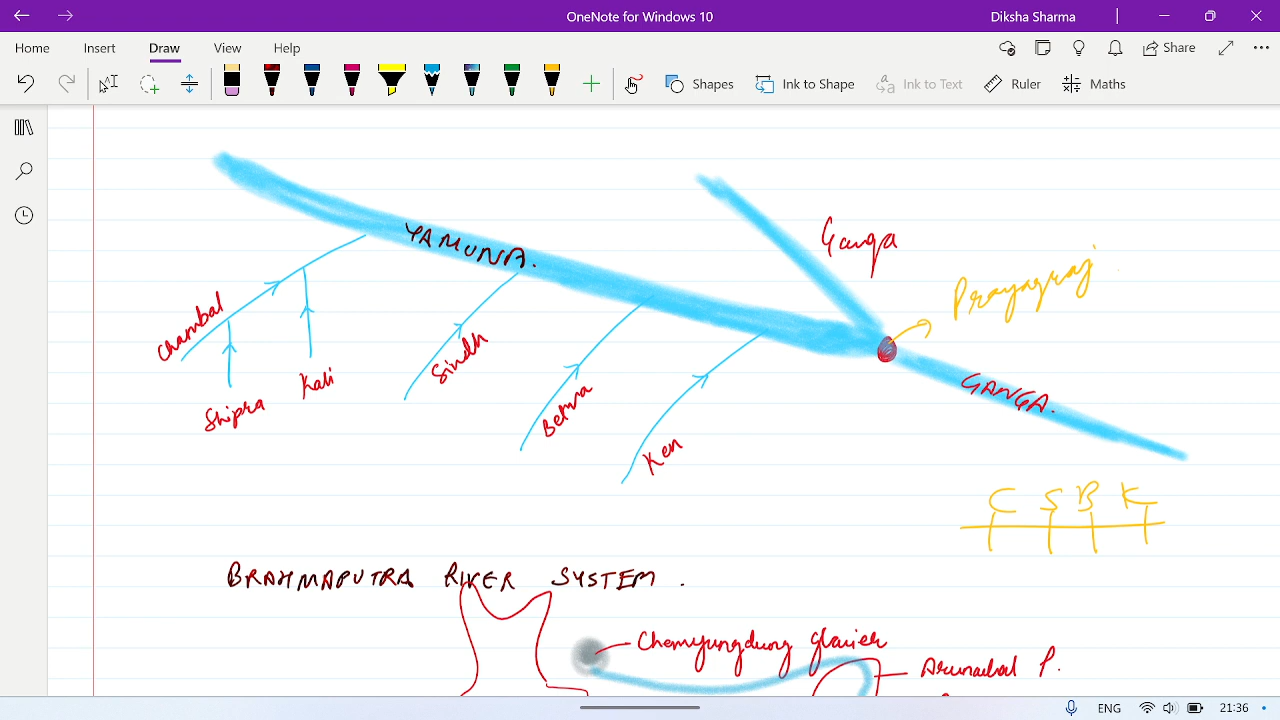 OneNote for Windows 10
Diksha Sharma
Home Insert Draw View Help
Share
Shapes Ink to Shape Ink to Text Ruler Maths
YAMUNA.
Ganga
Prayagraj
Chambal
Shipra
Kali
Sindh
Betwa
Ken
GANGA.
C S B K
BRAHMAPUTRA RIVER SYSTEM .
Chemyungdung glacier
Arunachal P.
ENG 21:36